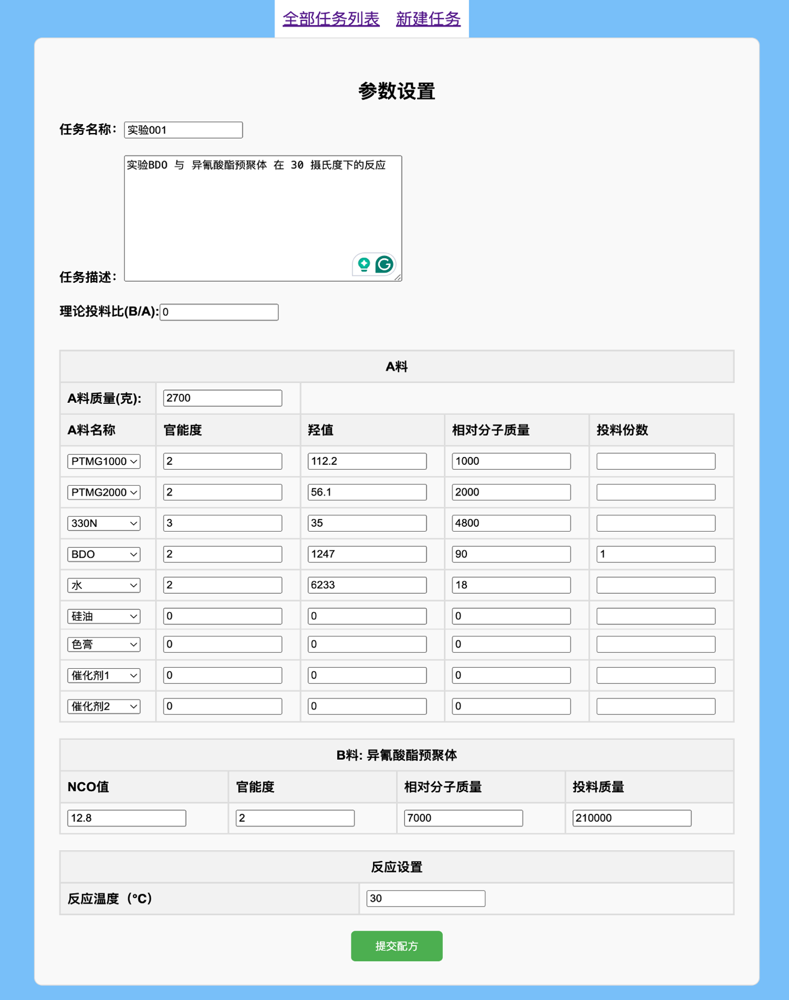 全部任务列表 新建任务
参数设置
任务名称: 实验001
实验BDO 与 异氰酸酯预聚体 在 30 摄氏度下的反应
任务描述:
理论投料比(B/A): 0
A料
A料质量(克): 2700
A料名称 官能度 羟值 相对分子质量 投料份数
PTMG1000 2 112.2 1000
PTMG2000 2 56.1 2000
330N 3 35 4800
BDO 2 1247 90 1
水 2 6233 18
硅油 0 0 0
色膏 0 0 0
催化剂1 0 0 0
催化剂2 0 0 0
B料: 异氰酸酯预聚体
NCO值 官能度 相对分子质量 投料质量
12.8 2 7000 210000
反应设置
反应温度（°C） 30
提交配方